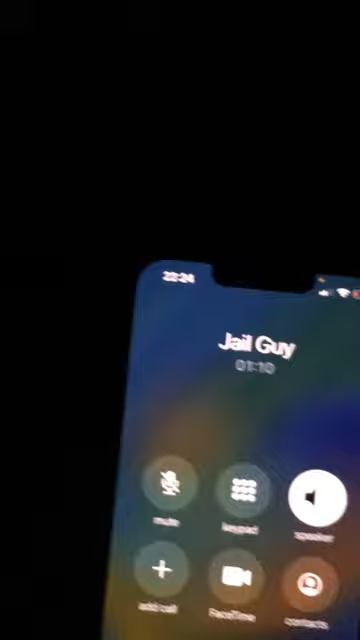 22:24
Jail Guy
01:10
mute
keypad
speaker
add call
FaceTime
contacts